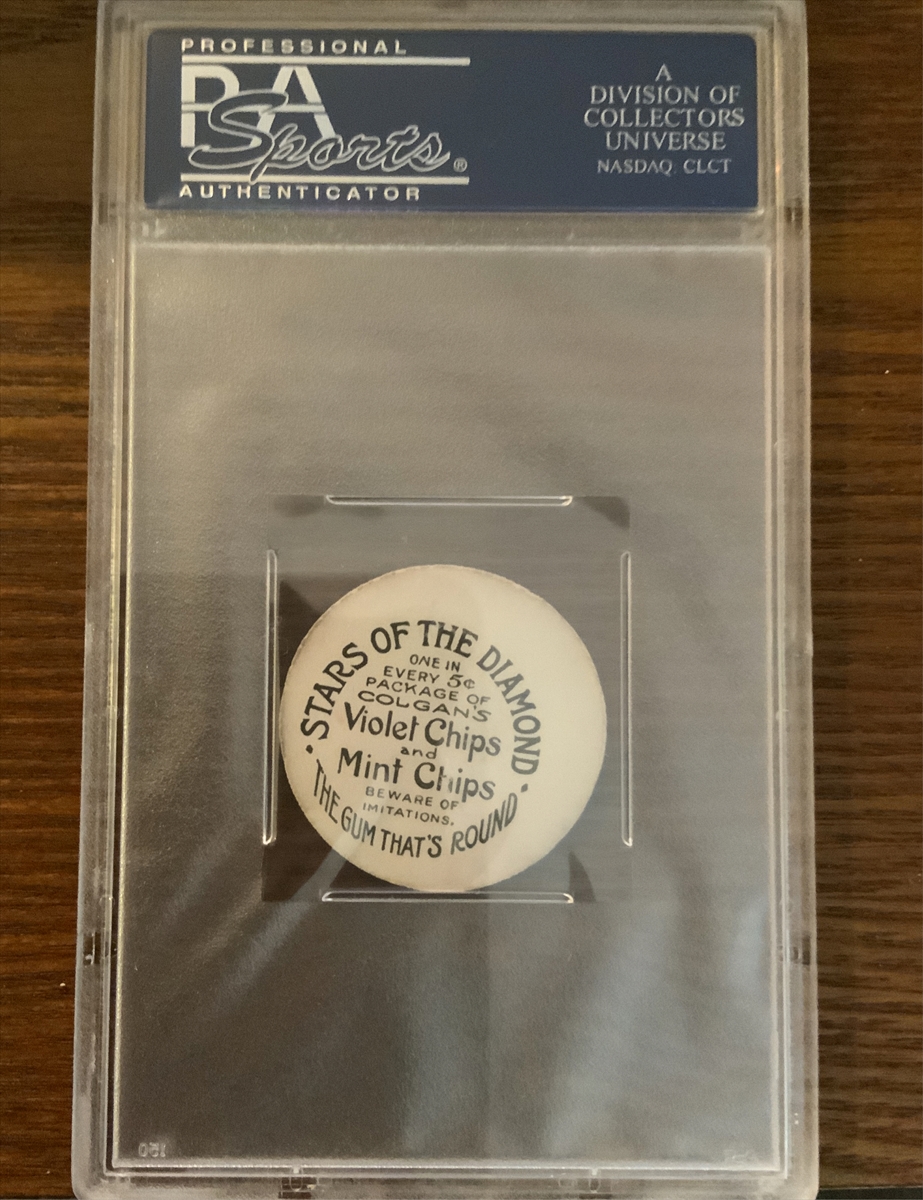 PROFESSIONAL
PSA
Sports®
AUTHENTICATOR
A
DIVISION OF
COLLECTORS
UNIVERSE
NASDAQ: CLCT
• STARS OF THE DIAMOND •
ONE IN
EVERY 5¢
PACKAGE OF
COLGAN'S
Violet Chips
and
Mint Chips
BEWARE OF
IMITATIONS.
THE GUM THAT'S ROUND
150